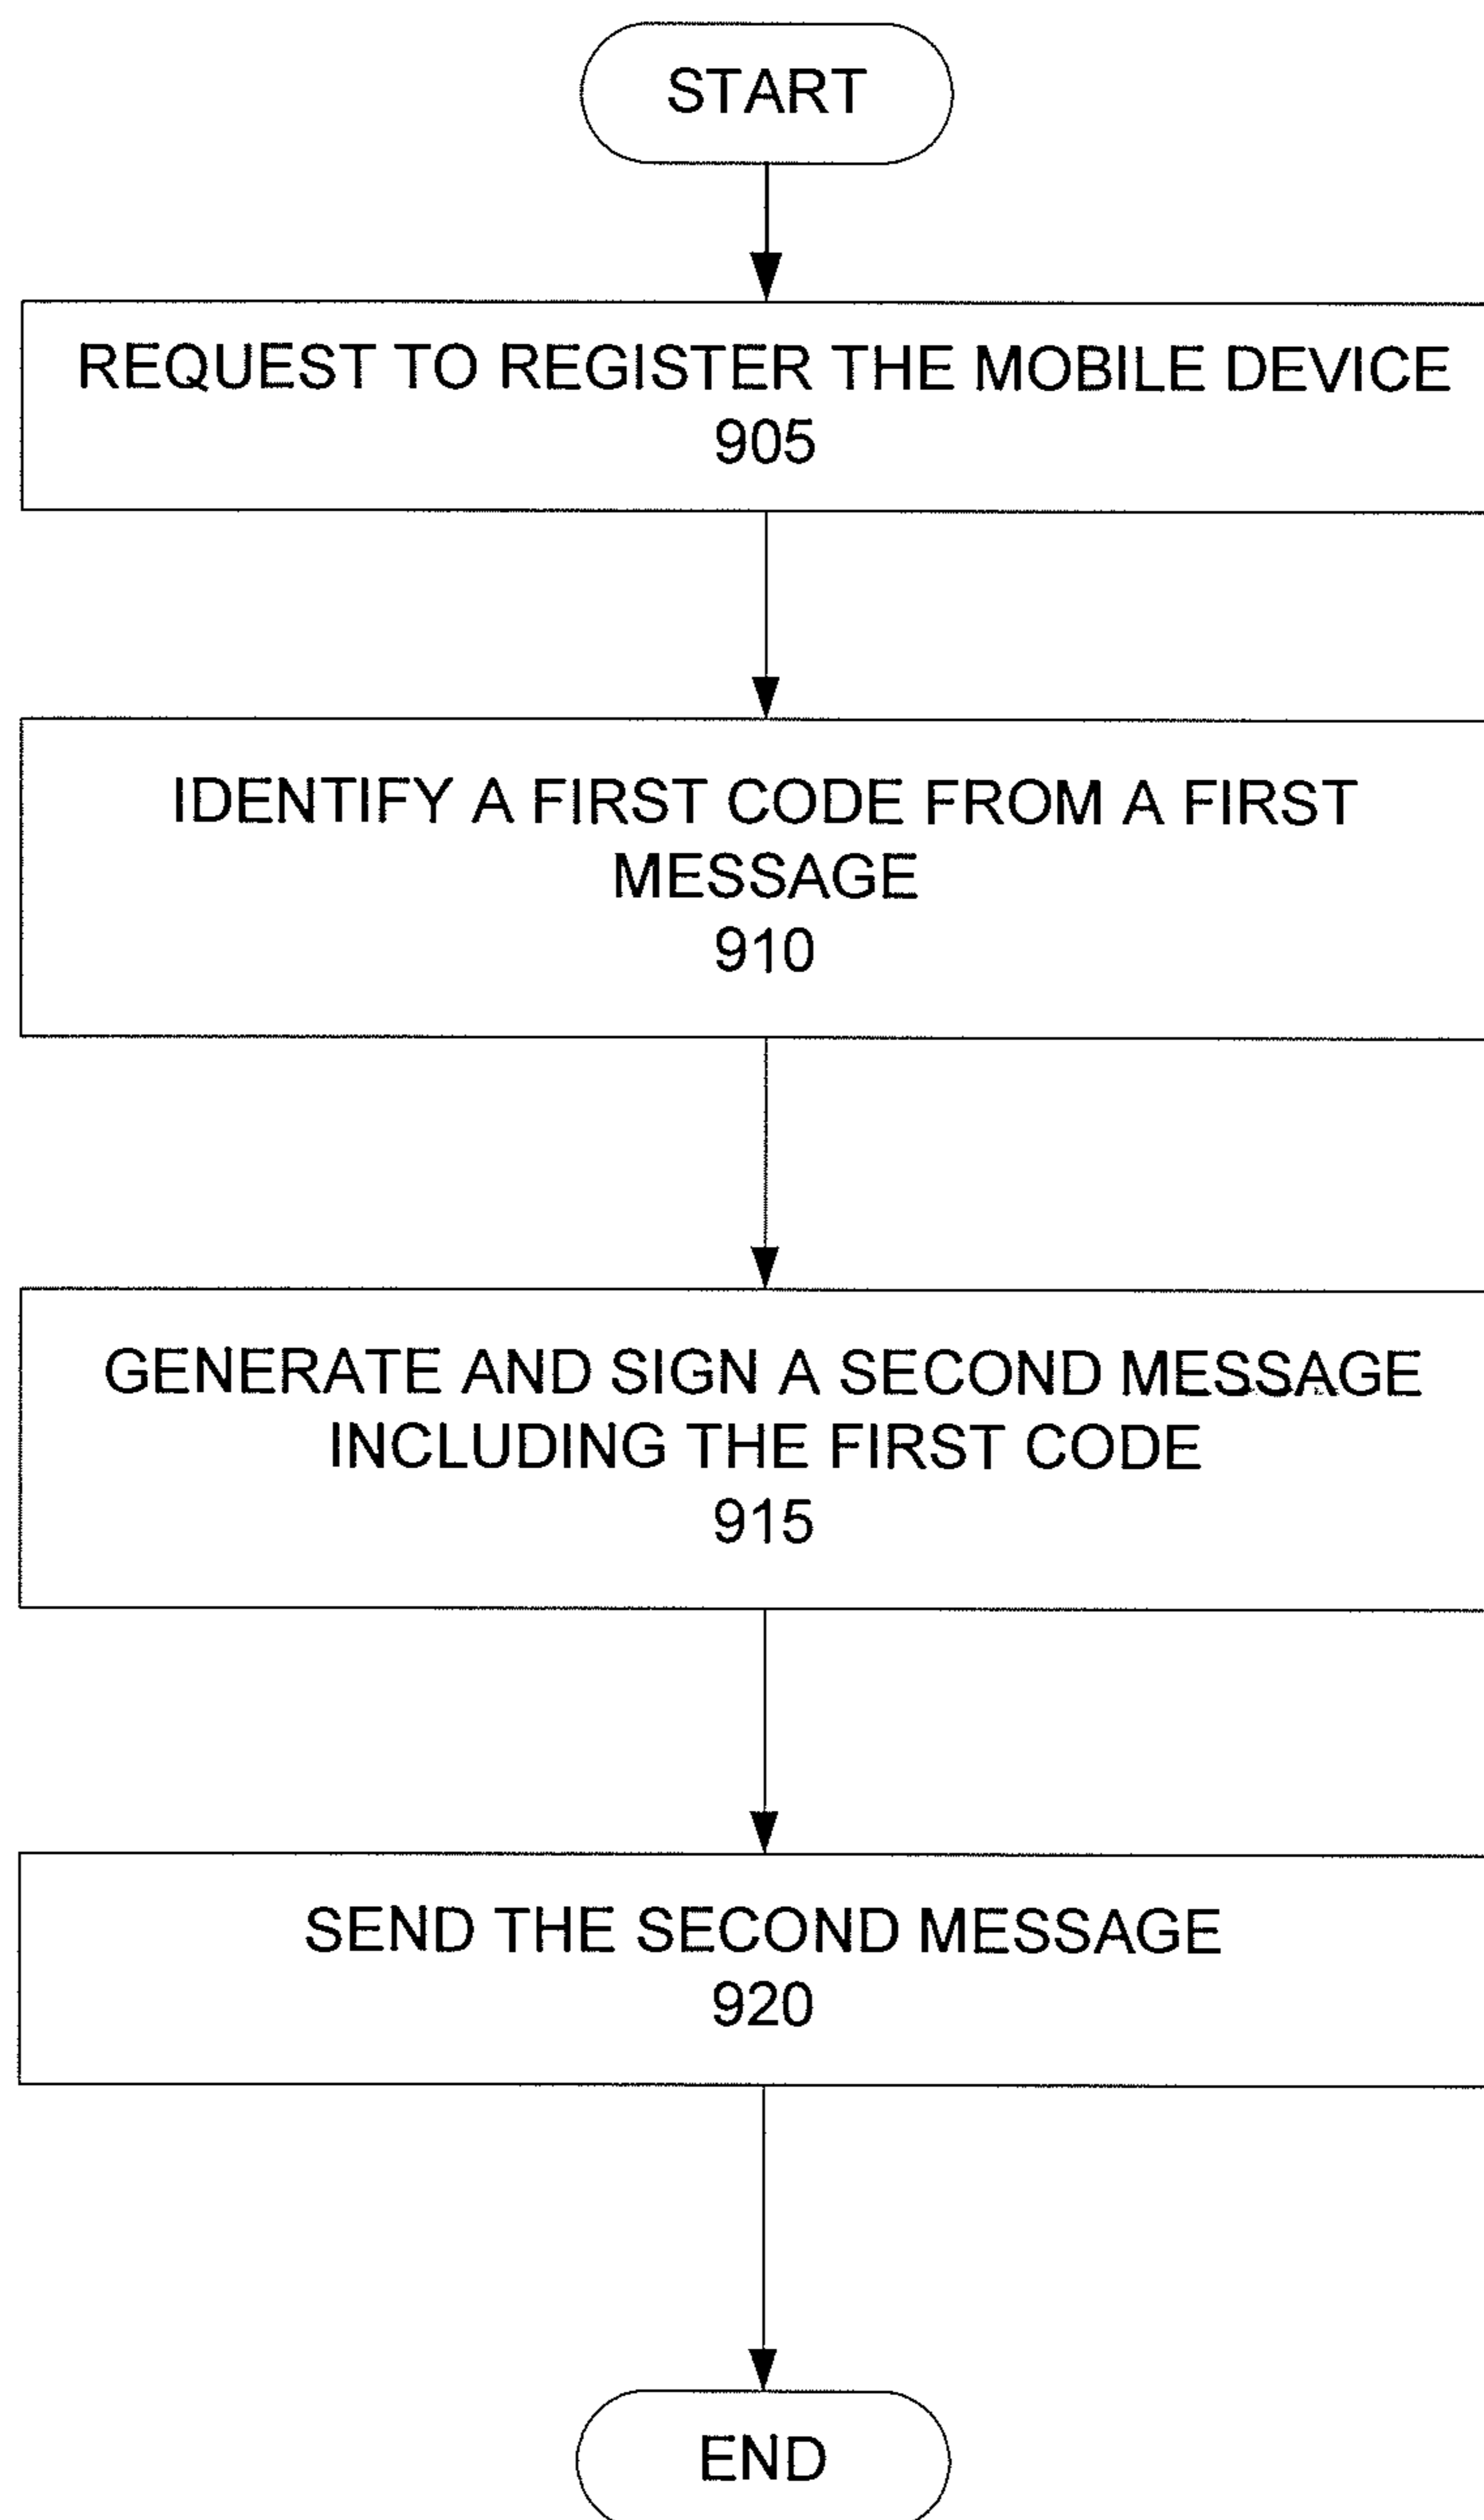 START
REQUEST TO REGISTER THE MOBILE DEVICE
905
IDENTIFY A FIRST CODE FROM A FIRST
MESSAGE
910
GENERATE AND SIGN A SECOND MESSAGE
INCLUDING THE FIRST CODE
915
SEND THE SECOND MESSAGE
920
END